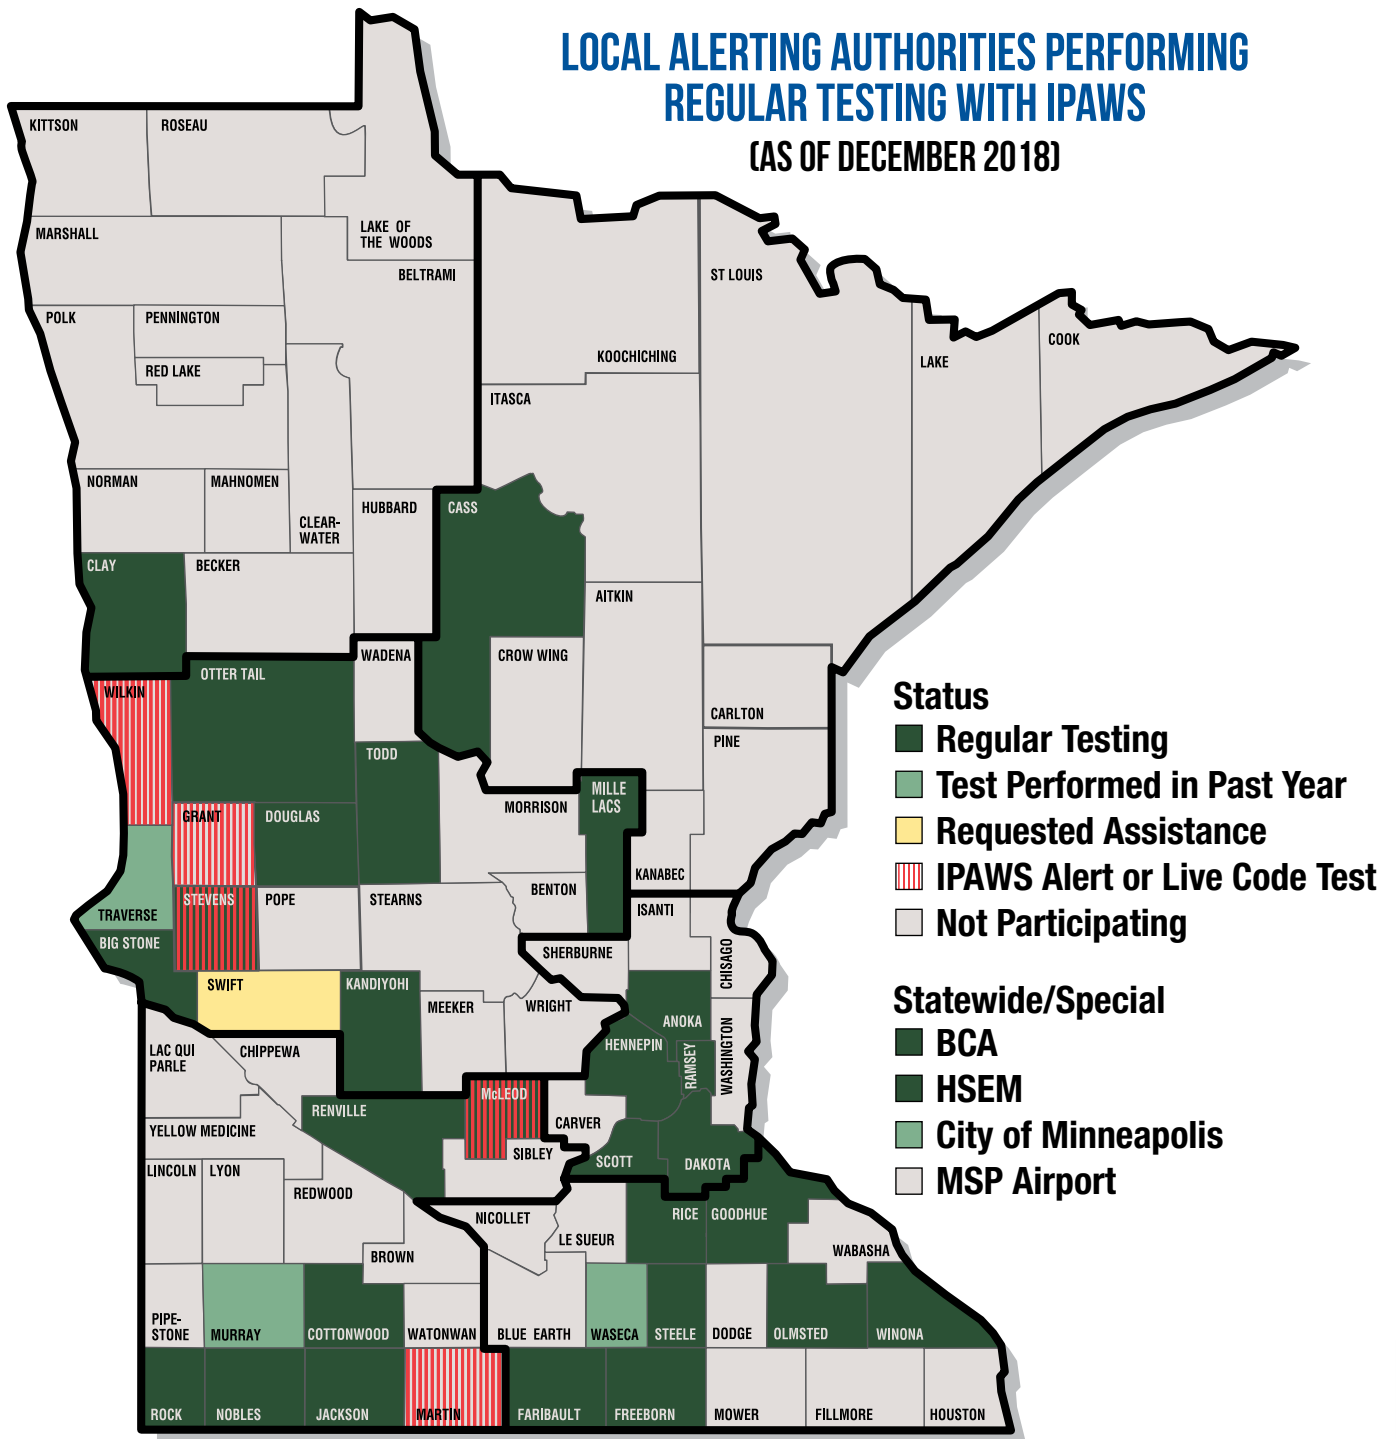 LOCAL ALERTING AUTHORITIES PERFORMING
REGULAR TESTING WITH IPAWS
(AS OF DECEMBER 2018)
KITTSON
ROSEAU
LAKE OF
THE WOODS
MARSHALL
BELTRAMI
ST LOUIS
POLK
PENNINGTON
RED LAKE
KOOCHICHING
LAKE
COOK
ITASCA
NORMAN
MAHNOMEN
CLEAR-
WATER
HUBBARD
CASS
CLAY
BECKER
AITKIN
WADENA
CROW WING
OTTER TAIL
WILKIN
CARLTON
PINE
TODD
MILLE
LACS
MORRISON
GRANT
DOUGLAS
KANABEC
BENTON
STEVENS
POPE
STEARNS
TRAVERSE
ISANTI
BIG STONE
SHERBURNE
CHISAGO
SWIFT
KANDIYOHI
MEEKER
WRIGHT
ANOKA
HENNEPIN
RAMSEY
WASHINGTON
LAC QUI
PARLE
CHIPPEWA
McLEOD
RENVILLE
CARVER
YELLOW MEDICINE
SIBLEY
SCOTT
DAKOTA
LINCOLN
LYON
REDWOOD
NICOLLET
RICE
GOODHUE
LE SUEUR
BROWN
WABASHA
PIPE-
STONE
MURRAY
COTTONWOOD
WATONWAN
BLUE EARTH
WASECA
STEELE
DODGE
OLMSTED
WINONA
ROCK
NOBLES
JACKSON
MARTIN
FARIBAULT
FREEBORN
MOWER
FILLMORE
HOUSTON
Status
Regular Testing
Test Performed in Past Year
Requested Assistance
IPAWS Alert or Live Code Test
Not Participating
Statewide/Special
BCA
HSEM
City of Minneapolis
MSP Airport